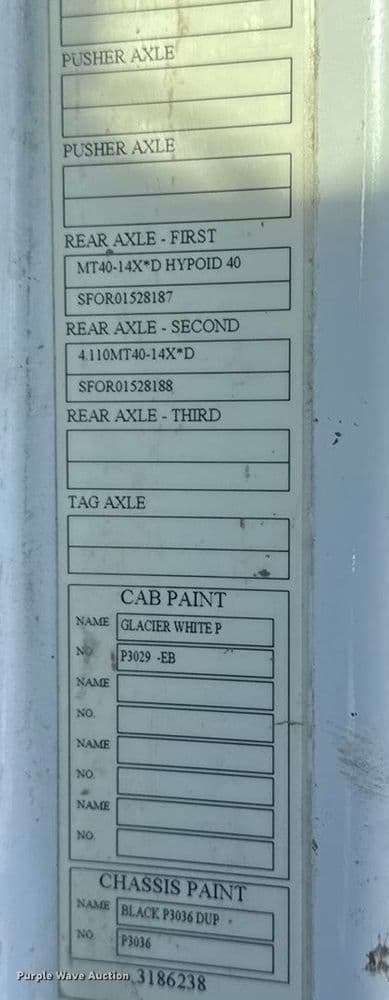 PUSHER AXLE
PUSHER AXLE
REAR AXLE - FIRST
MT40-14X*D HYPOID 40
SFOR01528187
REAR AXLE - SECOND
4.110MT40-14X*D
SFOR01528188
REAR AXLE - THIRD
TAG AXLE
CAB PAINT
NAME GLACIER WHITE P
NO. P3029 -EB
NAME
NO.
NAME
NO.
NAME
NO.
CHASSIS PAINT
NAME BLACK P3036 DUP
NO. P3036
3186238
Purple Wave Auction